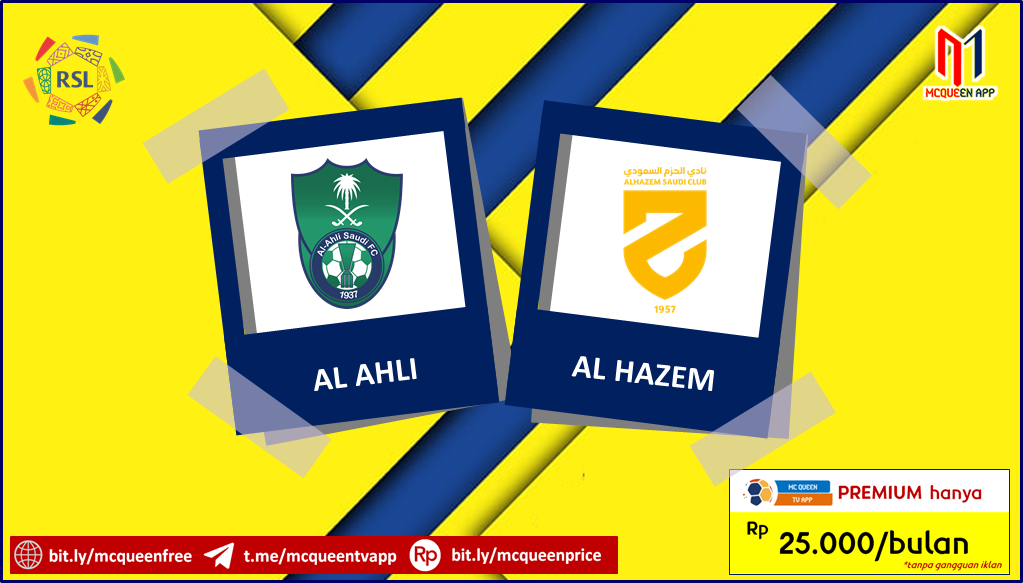 RSL
MCQUEEN APP
Al-Ahli Saudi FC
1937
نادي الحزم السعودي
ALHAZEM SAUDI CLUB
1957
AL AHLI
AL HAZEM
MC QUEEN
TV APP
PREMIUM hanya
Rp 25.000/bulan
*tanpa gangguan iklan
bit.ly/mcqueenfree
t.me/mcqueentvapp
Rp
bit.ly/mcqueenprice